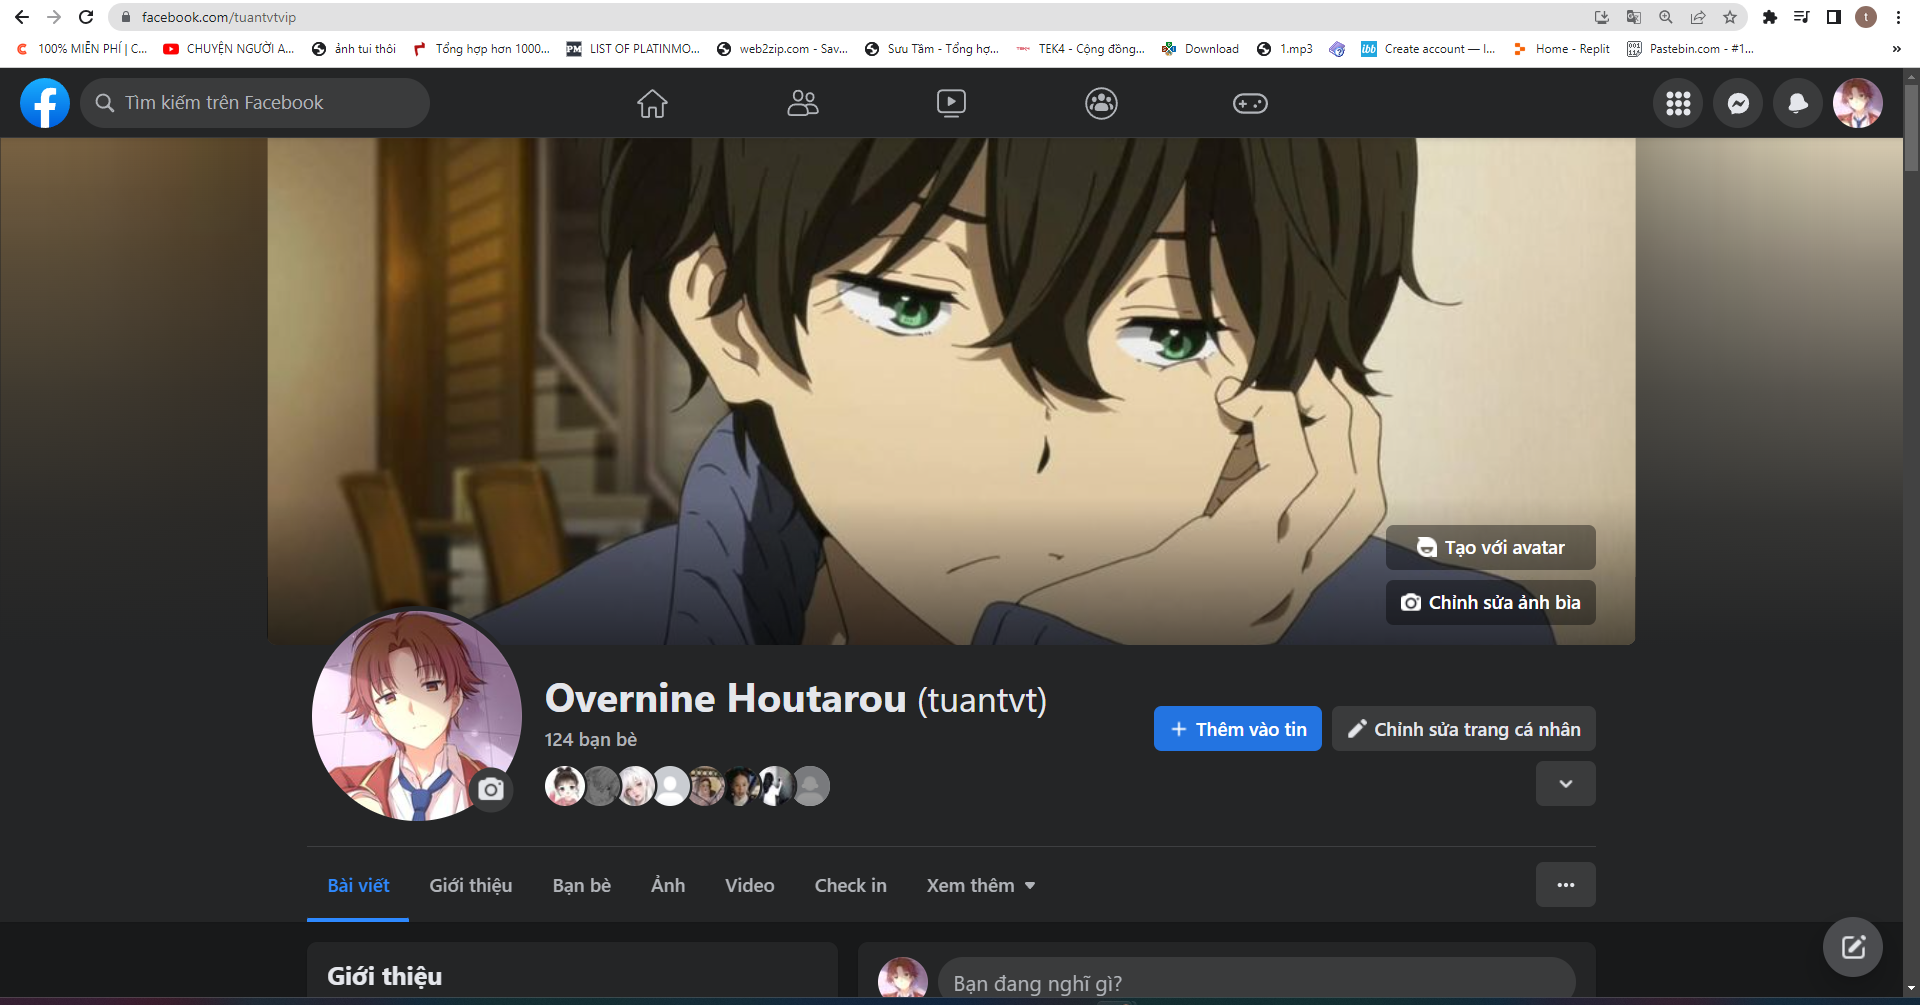 facebook.com/tuantvtvip
t
100% MIỄN PHÍ | C...
CHUYỆN NGƯỜI A...
ảnh tui thôi
Tổng hợp hơn 1000...
PM
LIST OF PLATINMO...
web2zip.com - Sav...
Sưu Tầm - Tổng hợ...
TEK4 - Cộng đồng...
Download
1.mp3
ibb
Create account — I...
Home - Replit
Pastebin.com - #1...
»
Tìm kiếm trên Facebook
Tạo với avatar
Chỉnh sửa ảnh bìa
Overnine Houtarou (tuantvt)
124 bạn bè
+ Thêm vào tin
Chỉnh sửa trang cá nhân
Bài viết
Giới thiệu
Bạn bè
Ảnh
Video
Check in
Xem thêm
Giới thiệu
Bạn đang nghĩ gì?